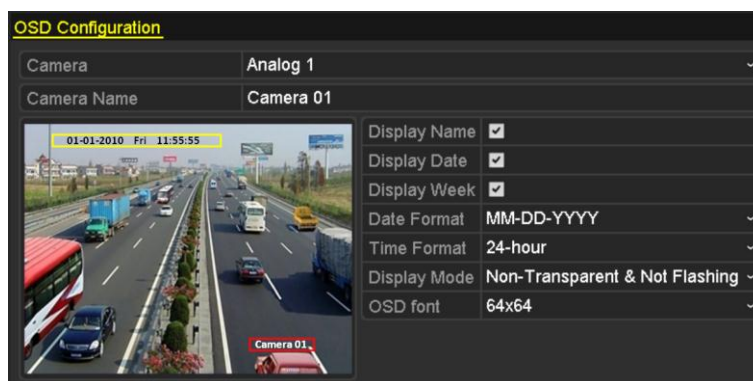 OSD Configuration
Camera Analog 1
Camera Name Camera 01
01-01-2010 Fri 11:55:55
Display Name
Display Date
Display Week
Date Format MM-DD-YYYY
Time Format 24-hour
Display Mode Non-Transparent & Not Flashing
OSD font 64x64
Camera 01